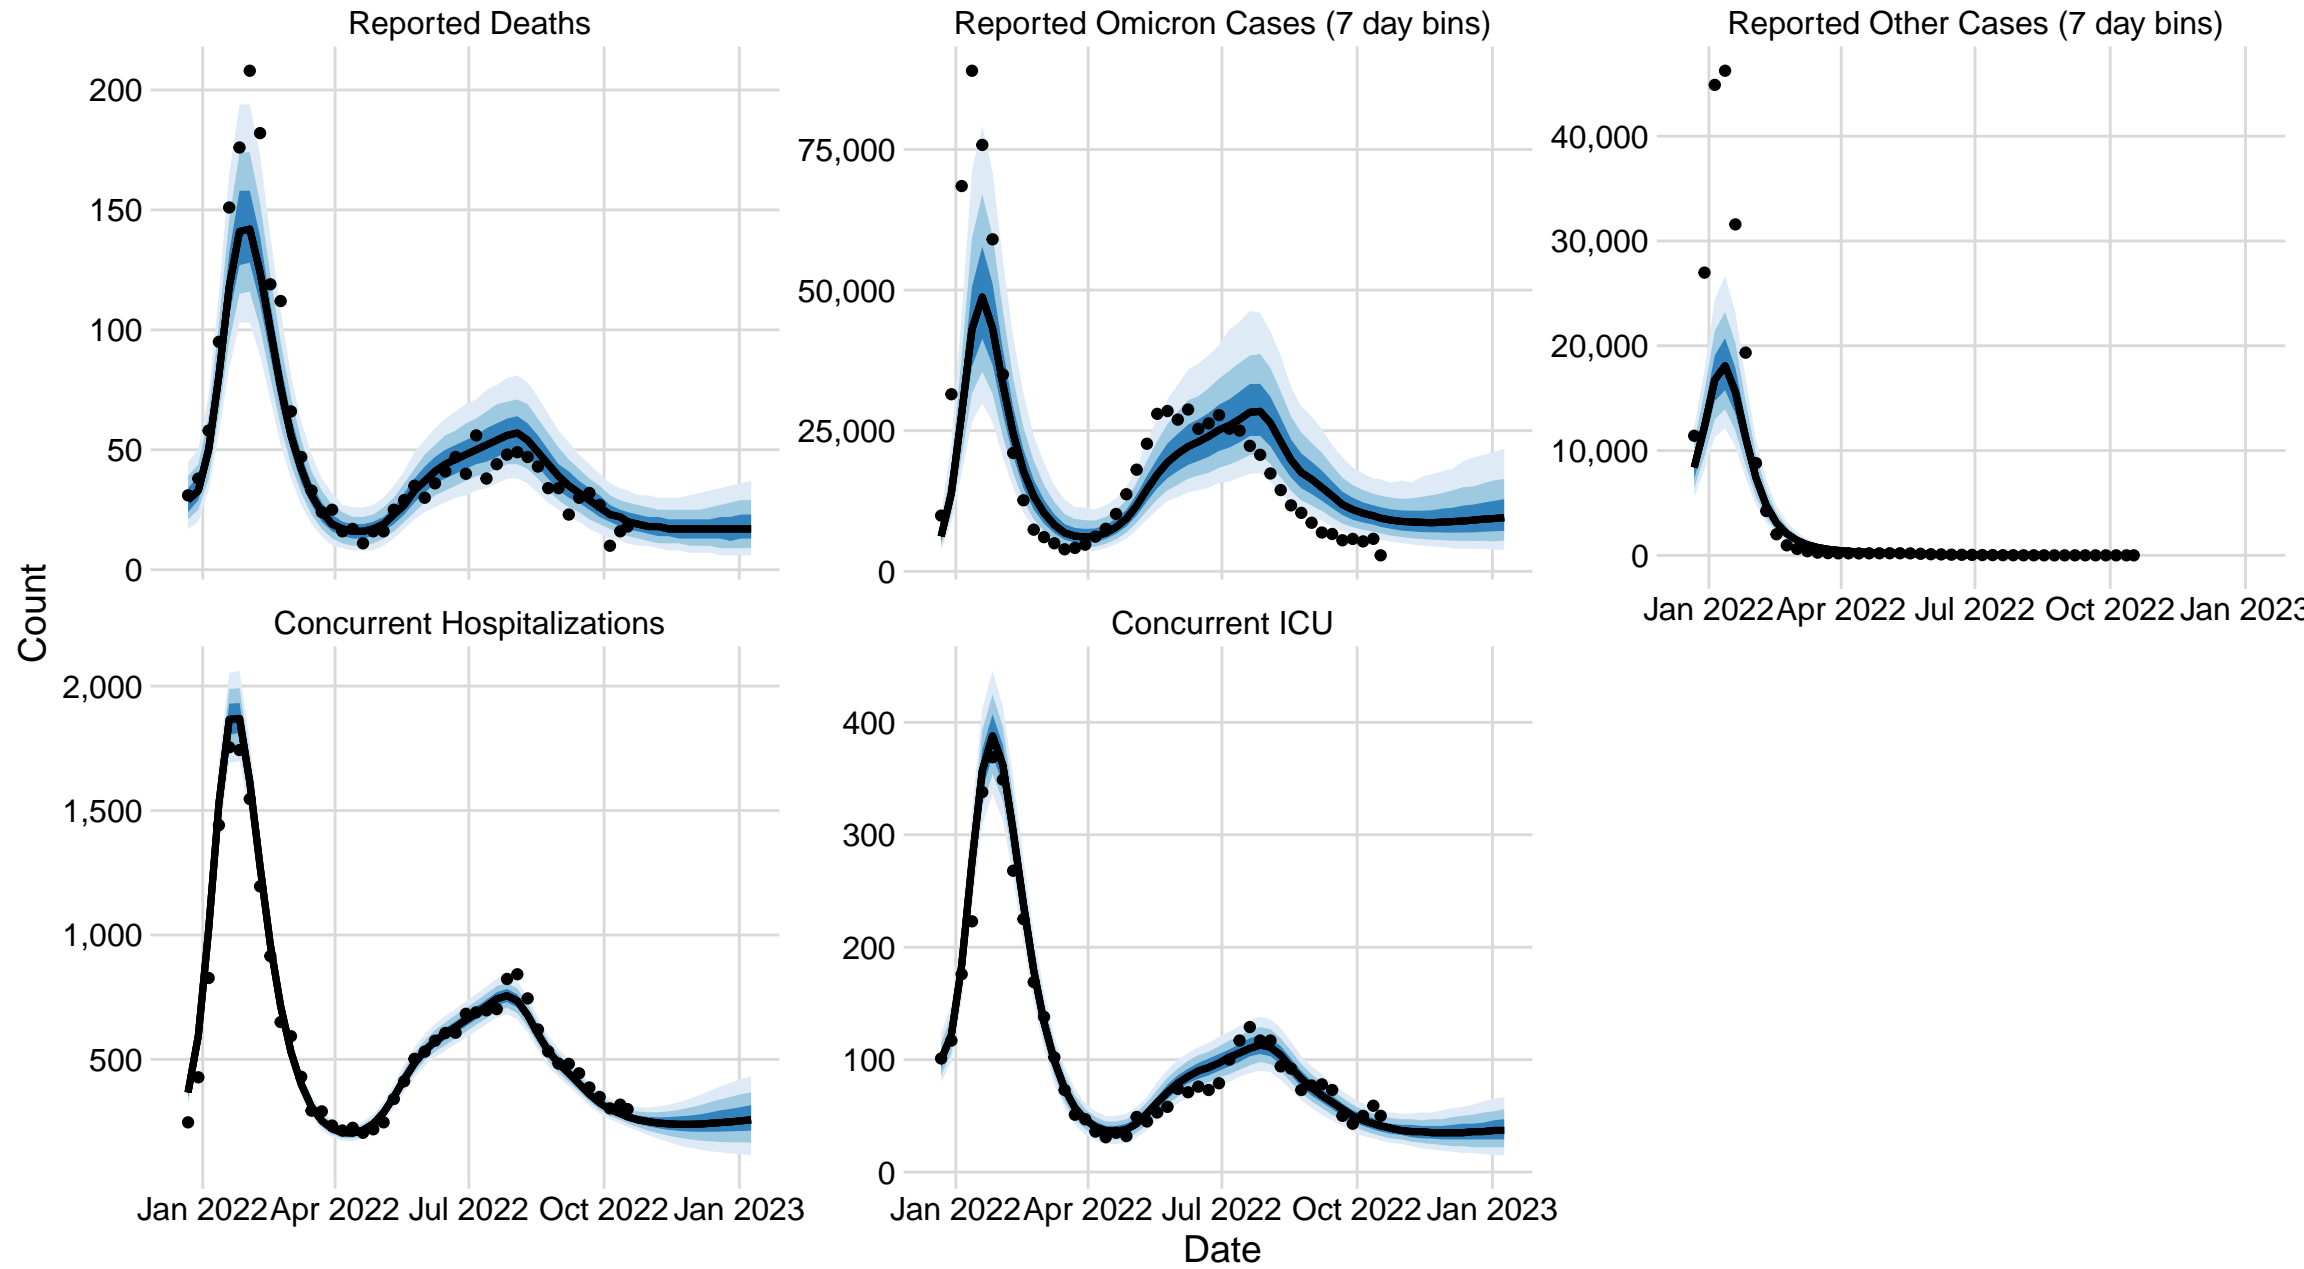 Reported Deaths
Reported Omicron Cases (7 day bins)
Reported Other Cases (7 day bins)
200
150
100
50
0
75,000
50,000
25,000
0
40,000
30,000
20,000
10,000
0
Jan 2022 Apr 2022 Jul 2022 Oct 2022 Jan 2023
Count
Concurrent Hospitalizations
Concurrent ICU
2,000
1,500
1,000
500
400
300
200
100
0
Jan 2022 Apr 2022 Jul 2022 Oct 2022 Jan 2023
Jan 2022 Apr 2022 Jul 2022 Oct 2022 Jan 2023
Date